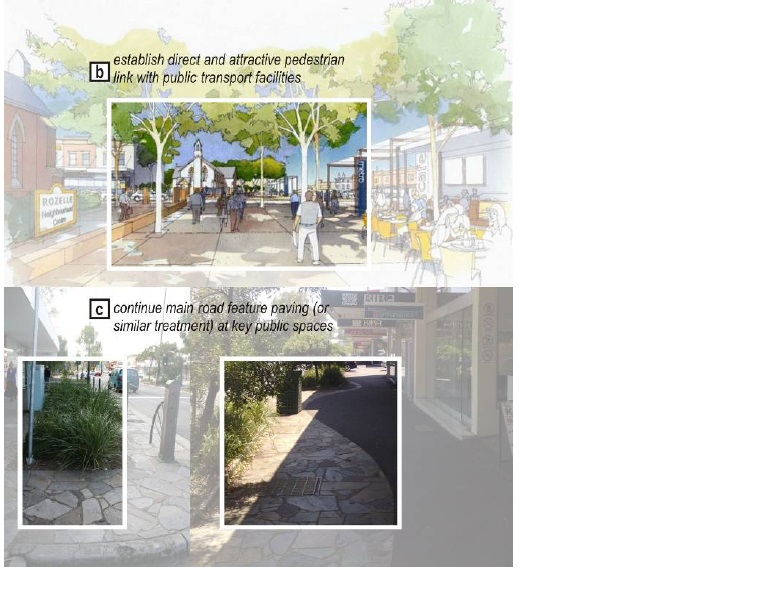 b
establish direct and attractive pedestrian
link with public transport facilities
ROZELLE
Neighbourhood
Centre
c
continue main road feature paving (or
similar treatment) at key public spaces